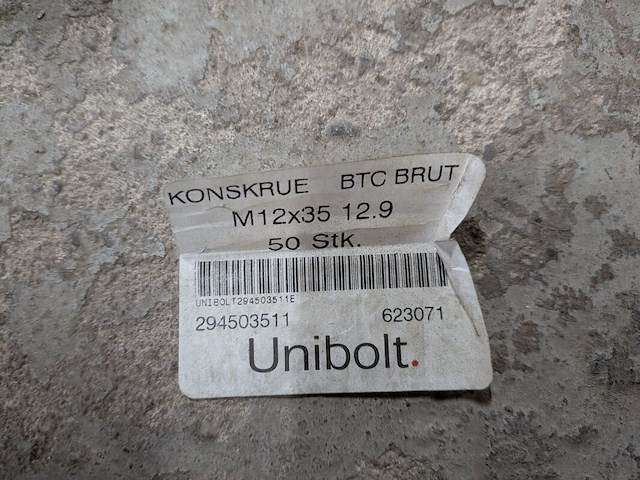 KONSKRUE BTC BRUT
M12x35 12.9
50 Stk.
UNIBOLT294503511E
294503511 623071
Unibolt.